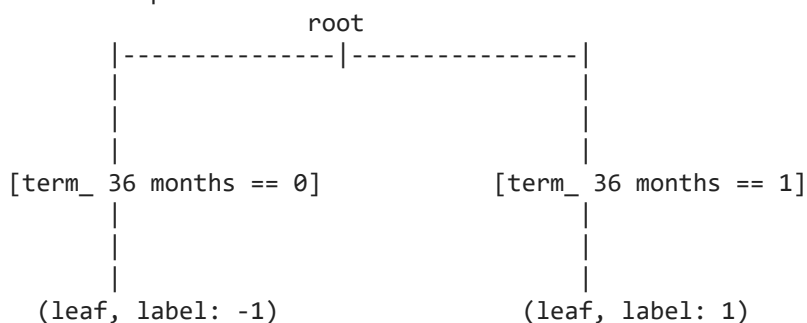 root
|---------------|----------------|
| |
| |
| |
| |
[term_ 36 months == 0] [term_ 36 months == 1]
| |
| |
| |
(leaf, label: -1) (leaf, label: 1)